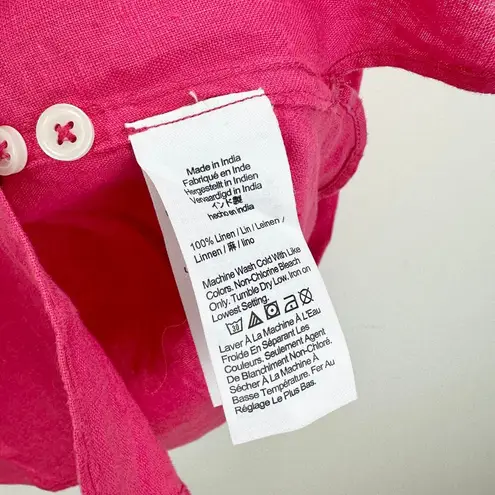 Made in India
Fabriqué en Inde
Hergestellt in Indien
Vervaardigd in India
インド製
hecho en india
100% Linen / Lin / Leinen /
Linnen / 麻 / lino
Machine Wash Cold With Like
Colors. Non-Chlorine Bleach
Only. Tumble Dry Low. Iron on
Lowest Setting.
30
Laver À La Machine À L'Eau
Froide En Séparant Les
Couleurs. Seulement Agent
De Blanchiment Non-Chloré.
Sécher À La Machine À
Basse Température. Fer Au
Réglage Le Plus Bas.